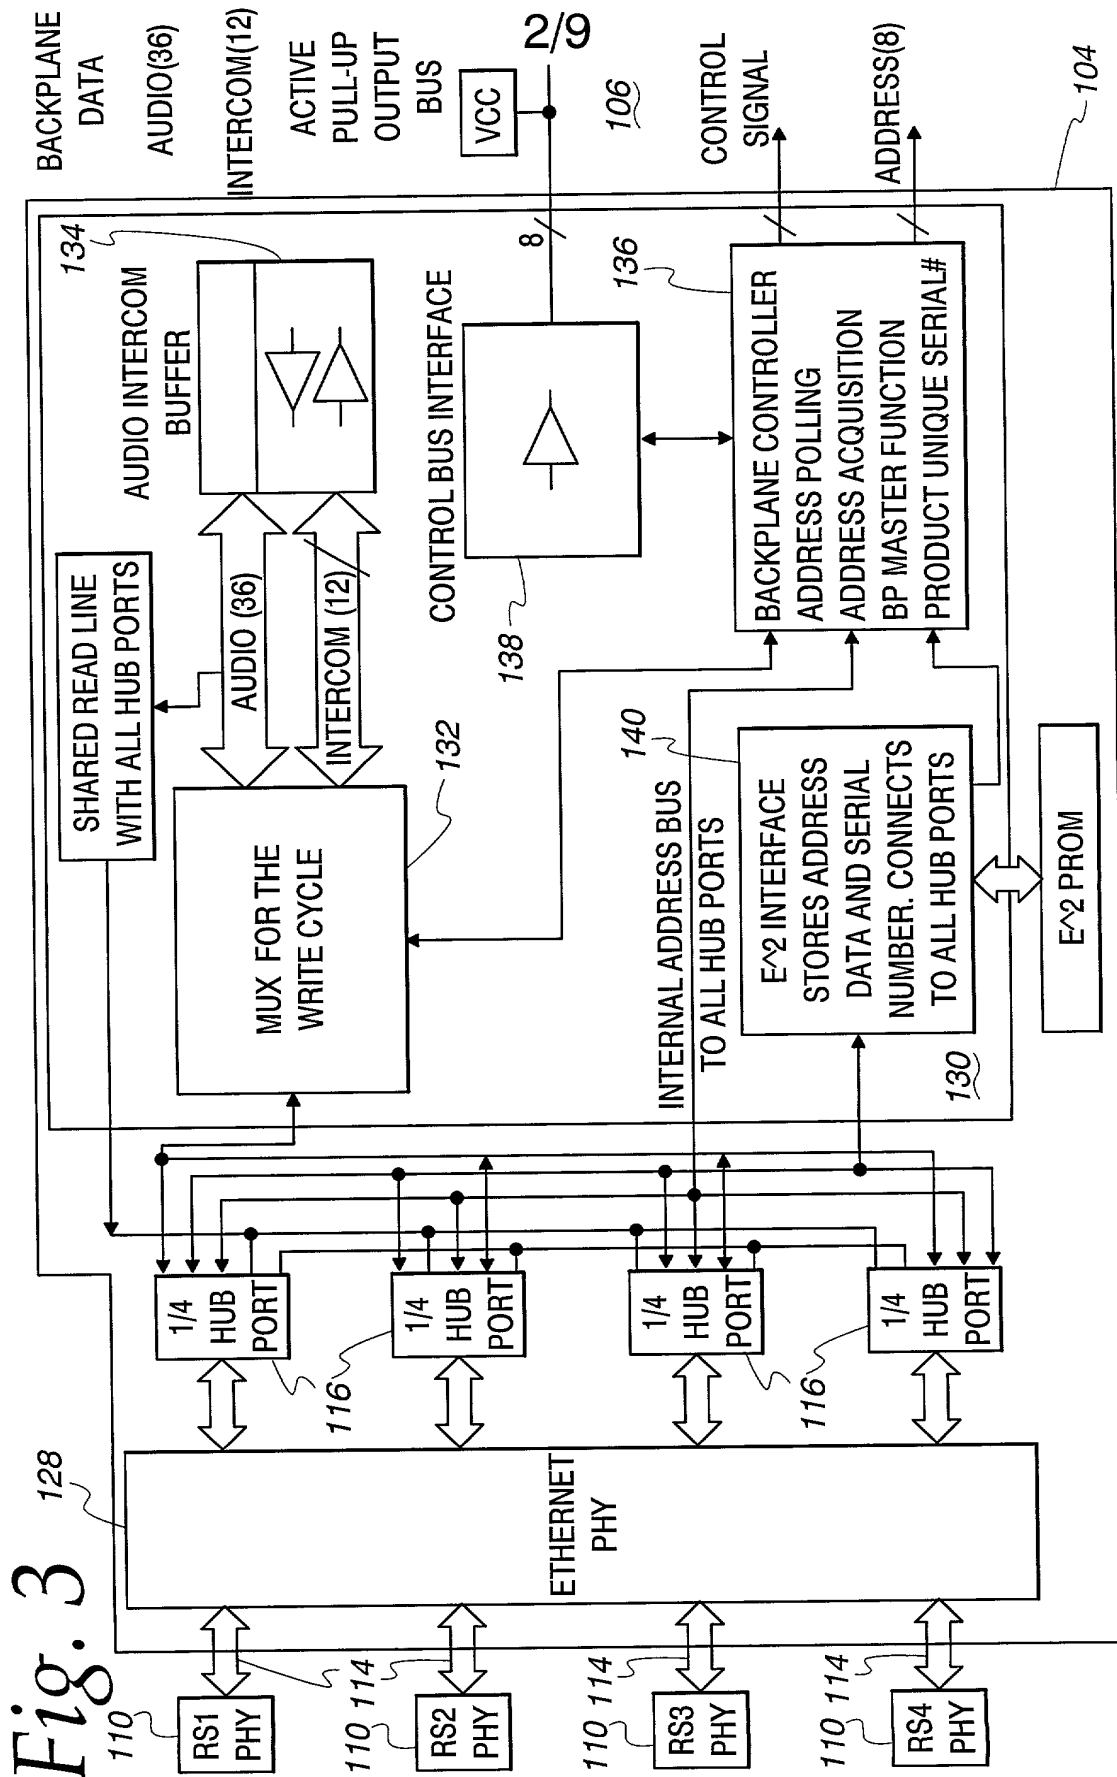 Fig. 3
2/9
BACKPLANE
DATA
AUDIO(36)
INTERCOM(12)
ACTIVE
PULL-UP
OUTPUT
BUS
VCC
106
CONTROL
SIGNAL
ADDRESS(8)
104
134
AUDIO INTERCOM
BUFFER
SHARED READ LINE
WITH ALL HUB PORTS
AUDIO (36)
INTERCOM (12)
132
MUX FOR THE
WRITE CYCLE
CONTROL BUS INTERFACE
8
138
136
BACKPLANE CONTROLLER
ADDRESS POLLING
ADDRESS ACQUISITION
BP MASTER FUNCTION
PRODUCT UNIQUE SERIAL#
INTERNAL ADDRESS BUS
TO ALL HUB PORTS
140
E^2 INTERFACE
STORES ADDRESS
DATA AND SERIAL
NUMBER. CONNECTS
TO ALL HUB PORTS
130
E^2 PROM
1/4
HUB
PORT
1/4
HUB
PORT
1/4
HUB
PORT
1/4
HUB
PORT
116
116
128
ETHERNET
PHY
114
114
114
114
110
RS1
PHY
110
RS2
PHY
110
RS3
PHY
110
RS4
PHY